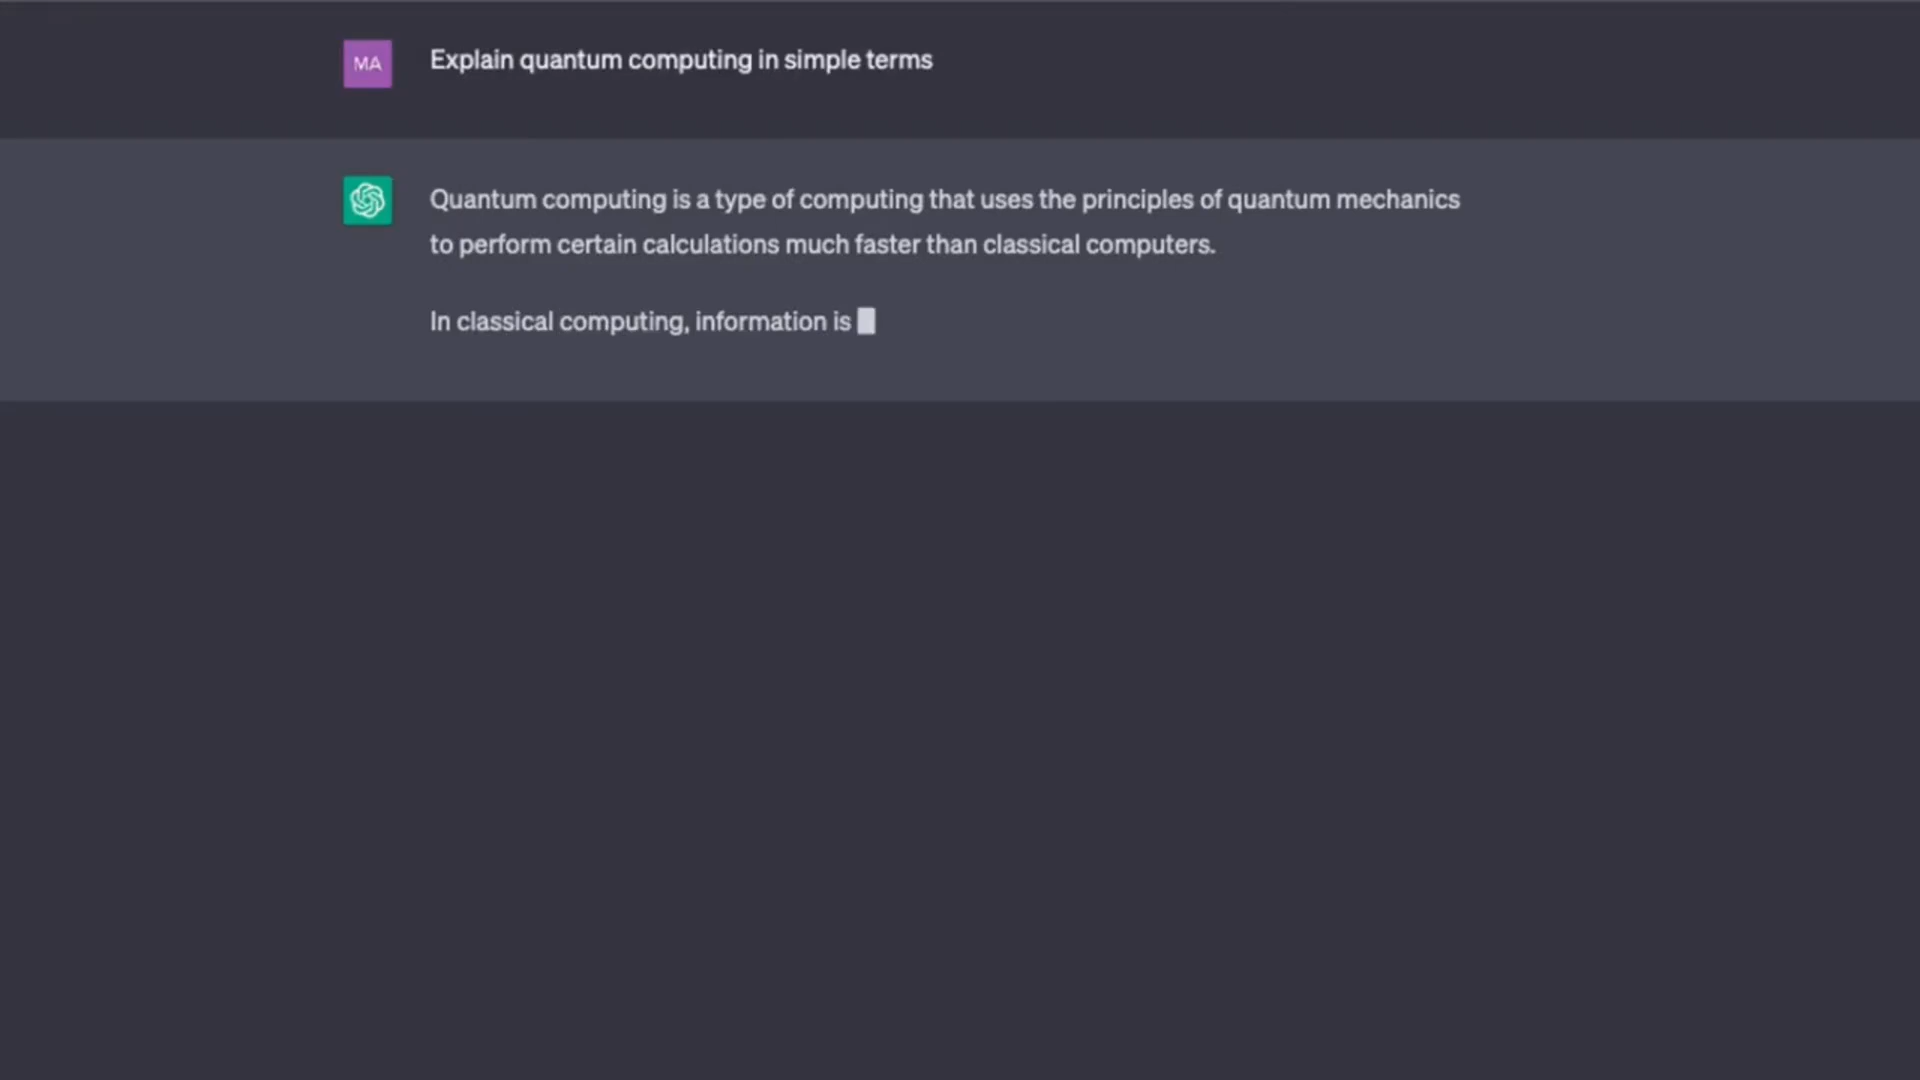 MA
Explain quantum computing in simple terms
Quantum computing is a type of computing that uses the principles of quantum mechanics
to perform certain calculations much faster than classical computers.
In classical computing, information is